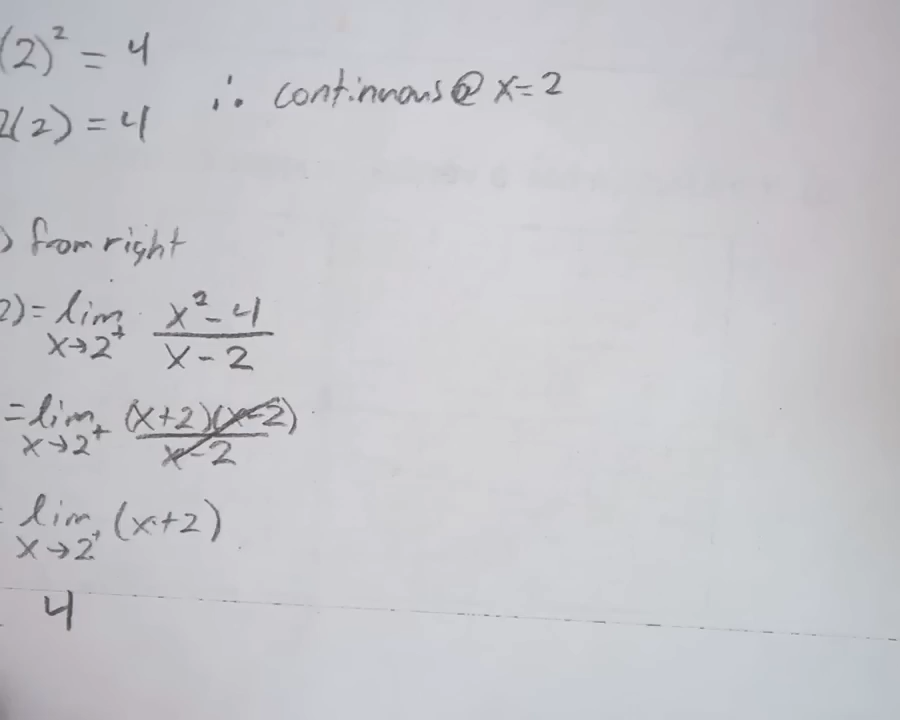 (2)² = 4
2(2) = 4
∴ continuous @ x=2
) from right
2) = lim x→2⁺ (x²-4)/(x-2)
= lim x→2⁺ (x+2)(x-2)/(x-2)
= lim x→2⁺ (x+2)
4